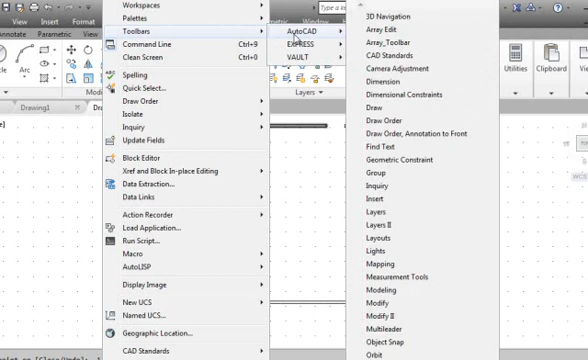 Workspaces
Palettes
Toolbars
Command Line Ctrl+9
Clean Screen Ctrl+0
Spelling
Quick Select...
Draw Order
Isolate
Inquiry
Update Fields
Block Editor
Xref and Block In-place Editing
Data Extraction...
Data Links
Action Recorder
Load Application...
Run Script...
Macro
AutoLISP
Display Image
New UCS
Named UCS...
Geographic Location...
CAD Standards
AutoCAD
EXPRESS
VAULT
3D Navigation
Array Edit
Array_Toolbar
CAD Standards
Camera Adjustment
Dimension
Dimensional Constraints
Draw
Draw Order
Draw Order, Annotation to Front
Find Text
Geometric Constraint
Group
Inquiry
Insert
Layers
Layers II
Layouts
Lights
Mapping
Measurement Tools
Modeling
Modify
Modify II
Multileader
Object Snap
Orbit
View Insert
Annotate Parametric
Arc
Drawing1
Layers
Window
Utilities
Clipboard